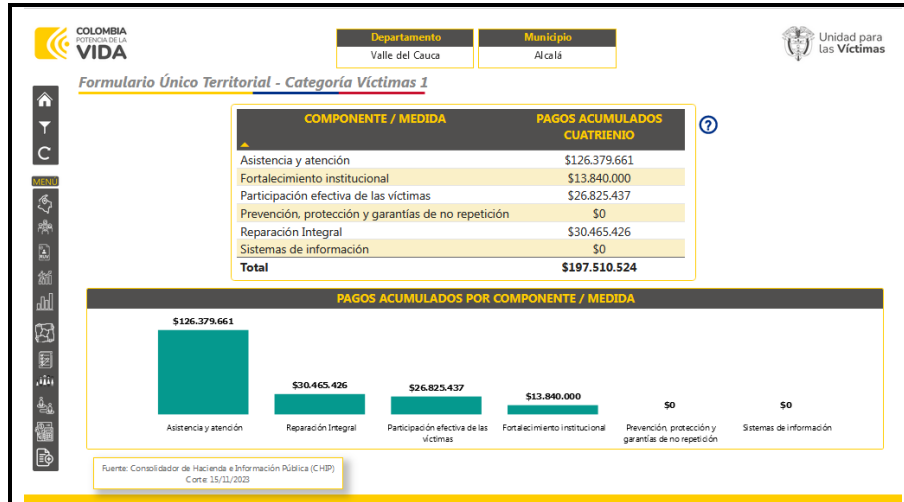 COLOMBIA
POTENCIA DE LA
VIDA
Departamento
Valle del Cauca
Municipio
Alcalá
Unidad para
las Víctimas
Formulario Único Territorial - Categoría Víctimas 1
COMPONENTE / MEDIDA
PAGOS ACUMULADOS
CUATRIENIO
Asistencia y atención $126.379.661
Fortalecimiento institucional $13.840.000
Participación efectiva de las víctimas $26.825.437
Prevención, protección y garantías de no repetición $0
Reparación Integral $30.465.426
Sistemas de información $0
Total $197.510.524
?
MENÚ
RUV
PAGOS ACUMULADOS POR COMPONENTE / MEDIDA
$126.379.661
$30.465.426
$26.825.437
$13.840.000
$0
$0
Asistencia y atención
Reparación Integral
Participación efectiva de las
víctimas
Fortalecimiento institucional
Prevención, protección y
garantías de no repetición
Sistemas de información
Fuente: Consolidador de Hacienda e Información Pública (CHIP)
Corte: 15/11/2023